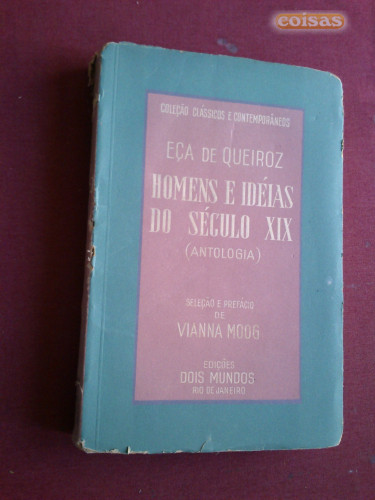 coisas
COLEÇÃO CLÁSSICOS E CONTEMPORÂNEOS
EÇA DE QUEIROZ
HOMENS E IDÉIAS
DO SÉCULO XIX
(ANTOLOGIA)
SELEÇÃO E PREFÁCIO
DE
VIANNA MOOG
EDIÇÕES
DOIS MUNDOS
RIO DE JANEIRO